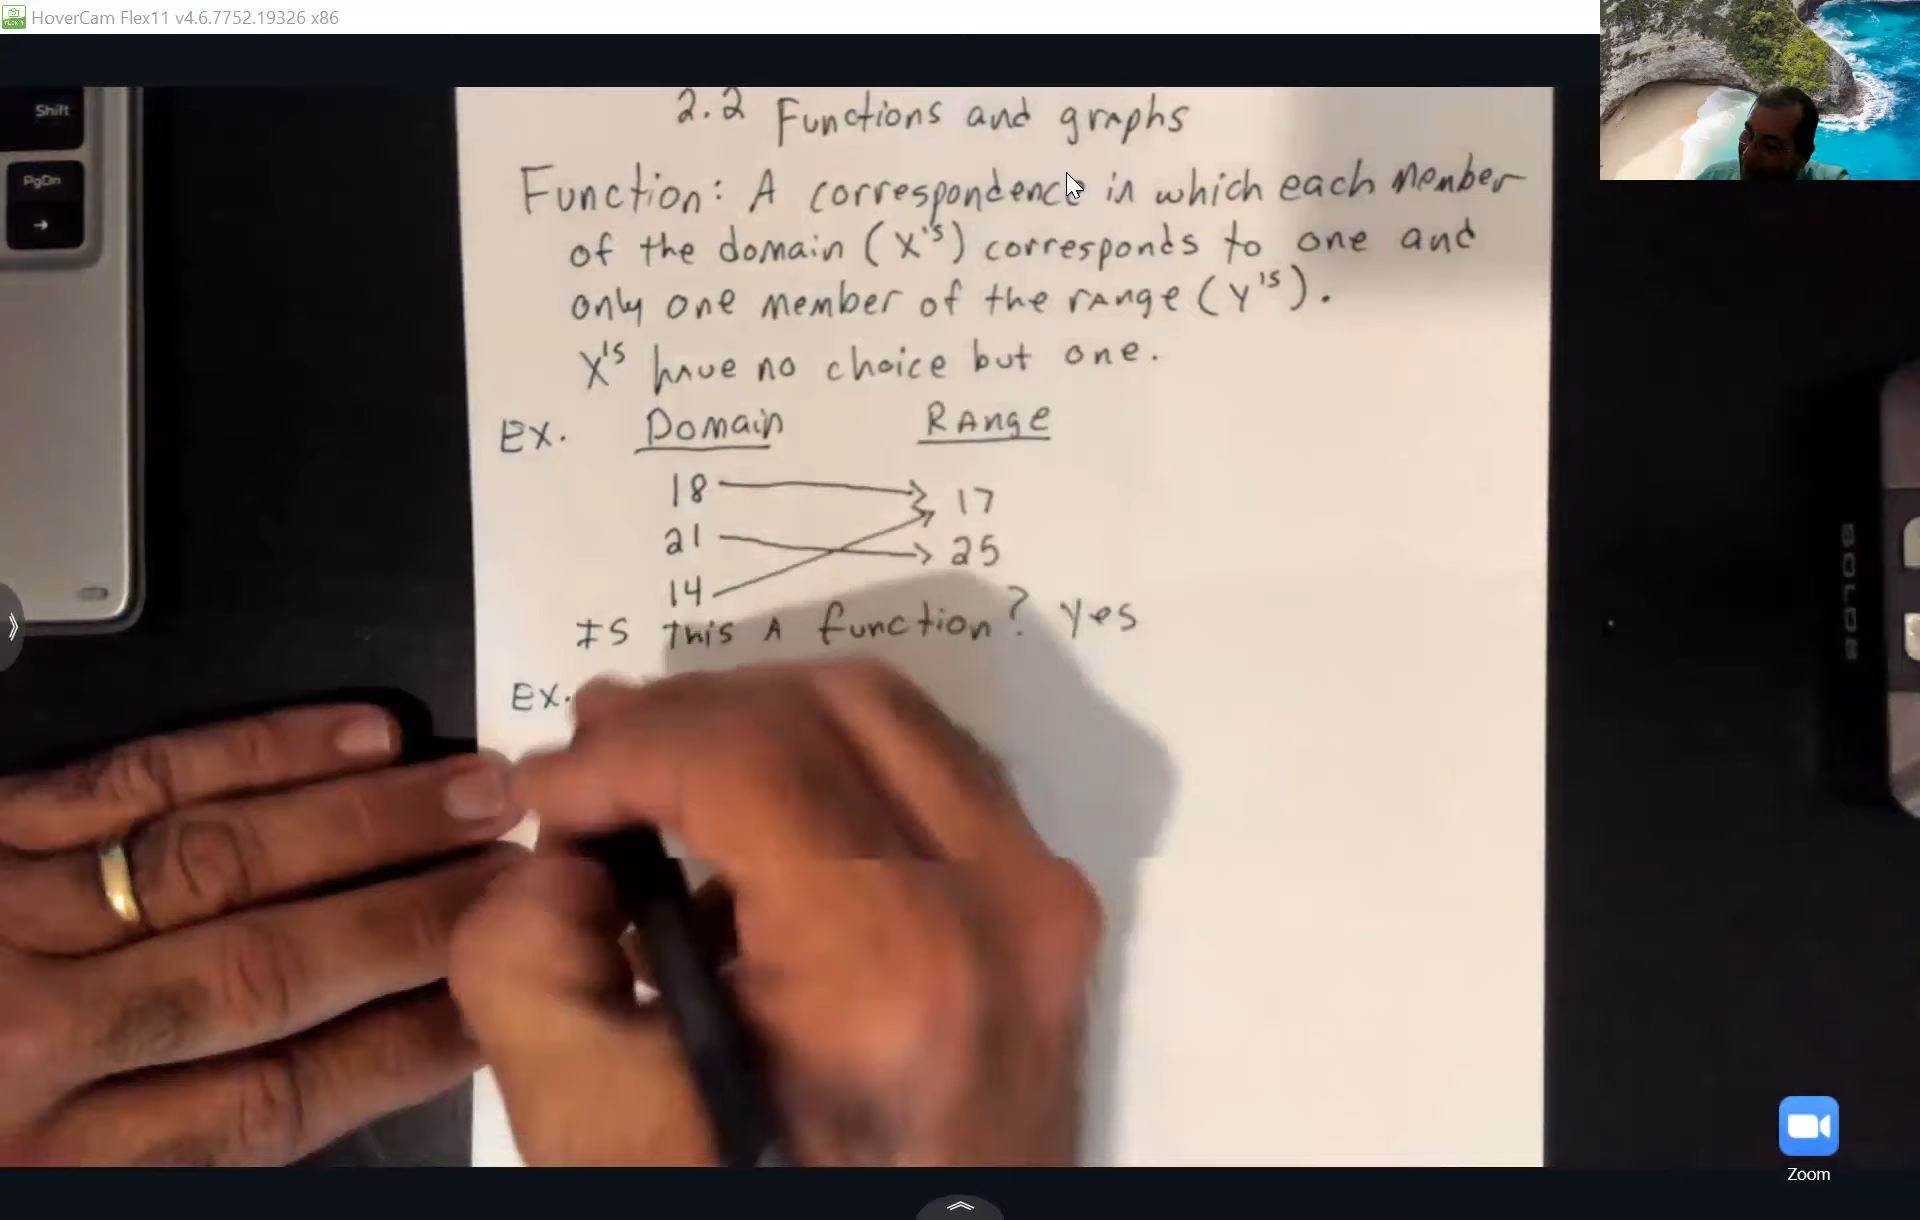 HoverCam Flex11 v4.6.7752.19326 x86
Shift
PgDn
2.2 Functions and graphs
Function: A correspondence in which each member
of the domain (X's) corresponds to one and
only one member of the range (Y's).
X's have no choice but one.
EX. Domain Range
18 17
21 25
14
Is This A function? Yes
EX.
Zoom